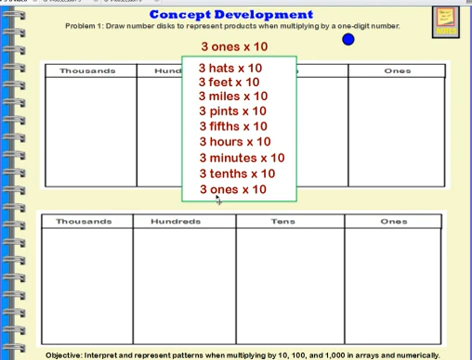 Concept Development
Problem 1: Draw number disks to represent products when multiplying by a one-digit number.
3 ones x 10
Thousands Hund Ones
3 hats x 10
3 feet x 10
3 miles x 10
3 pints x 10
3 fifths x 10
3 hours x 10
3 minutes x 10
3 tenths x 10
3 ones x 10
Thousands Hundreds Tens Ones
Objective: Interpret and represent patterns when multiplying by 10, 100, and 1,000 in arrays and numerically.